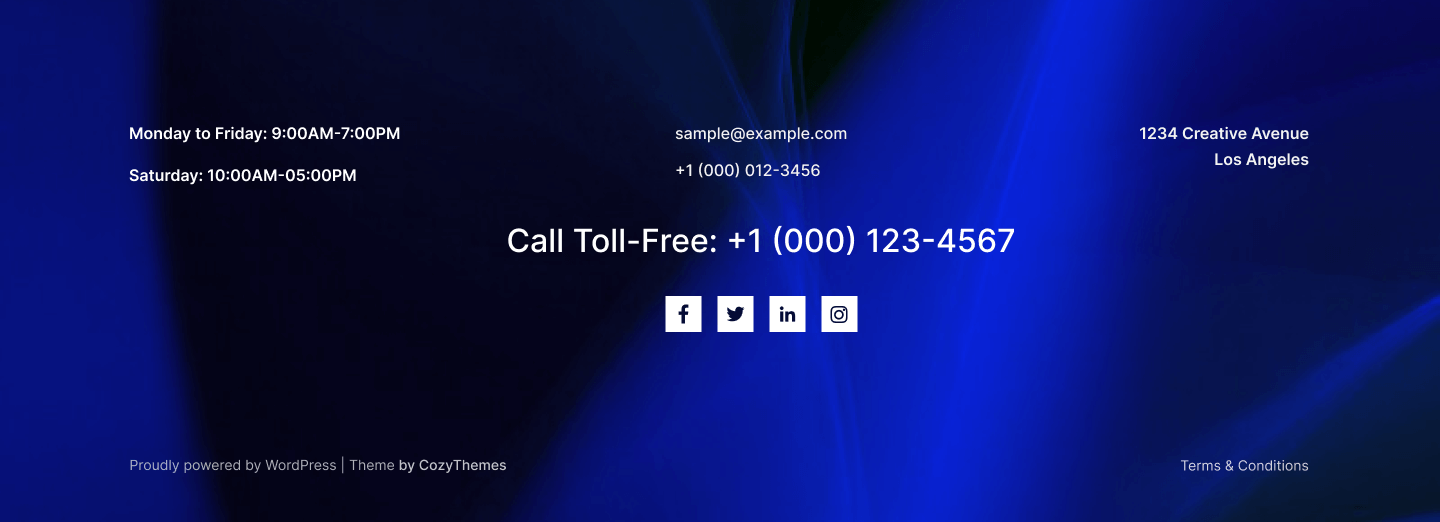 Monday to Friday: 9:00AM-7:00PM
Saturday: 10:00AM-05:00PM
sample@example.com
+1 (000) 012-3456
1234 Creative Avenue
Los Angeles
Call Toll-Free: +1 (000) 123-4567
Proudly powered by WordPress | Theme by CozyThemes
Terms & Conditions